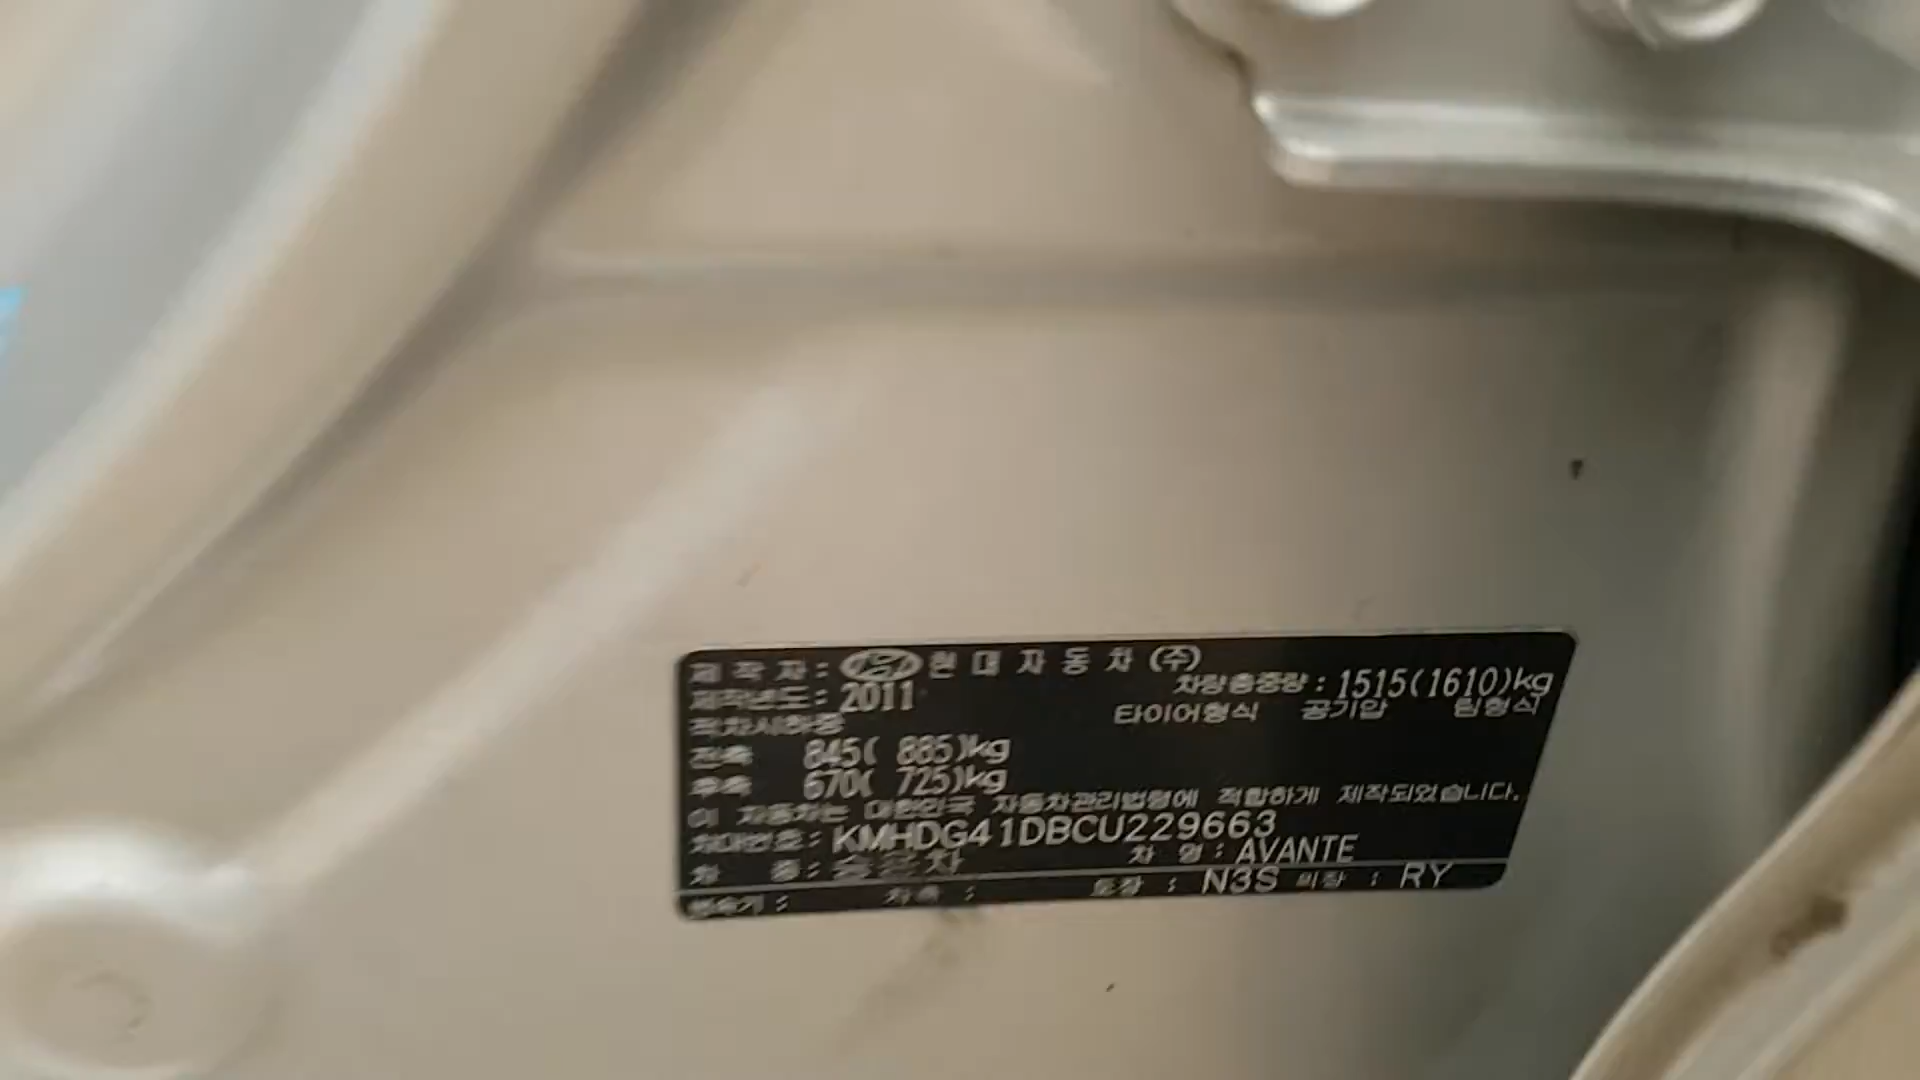 제작자 : 현대자동차(주)
제작년도 : 2011 차량총중량 : 1515(1610)kg
적차시하중 타이어형식 공기압 림형식
전축 845( 885)kg
후축 670( 725)kg
이 자동차는 대한민국 자동차관리법령에 적합하게 제작되었습니다.
차대번호 : KMHDG41DBCU229663
차 종 : 승용차 차 명 : AVANTE
변속기 : 차축 : 도장 : N3S 내장 : RY